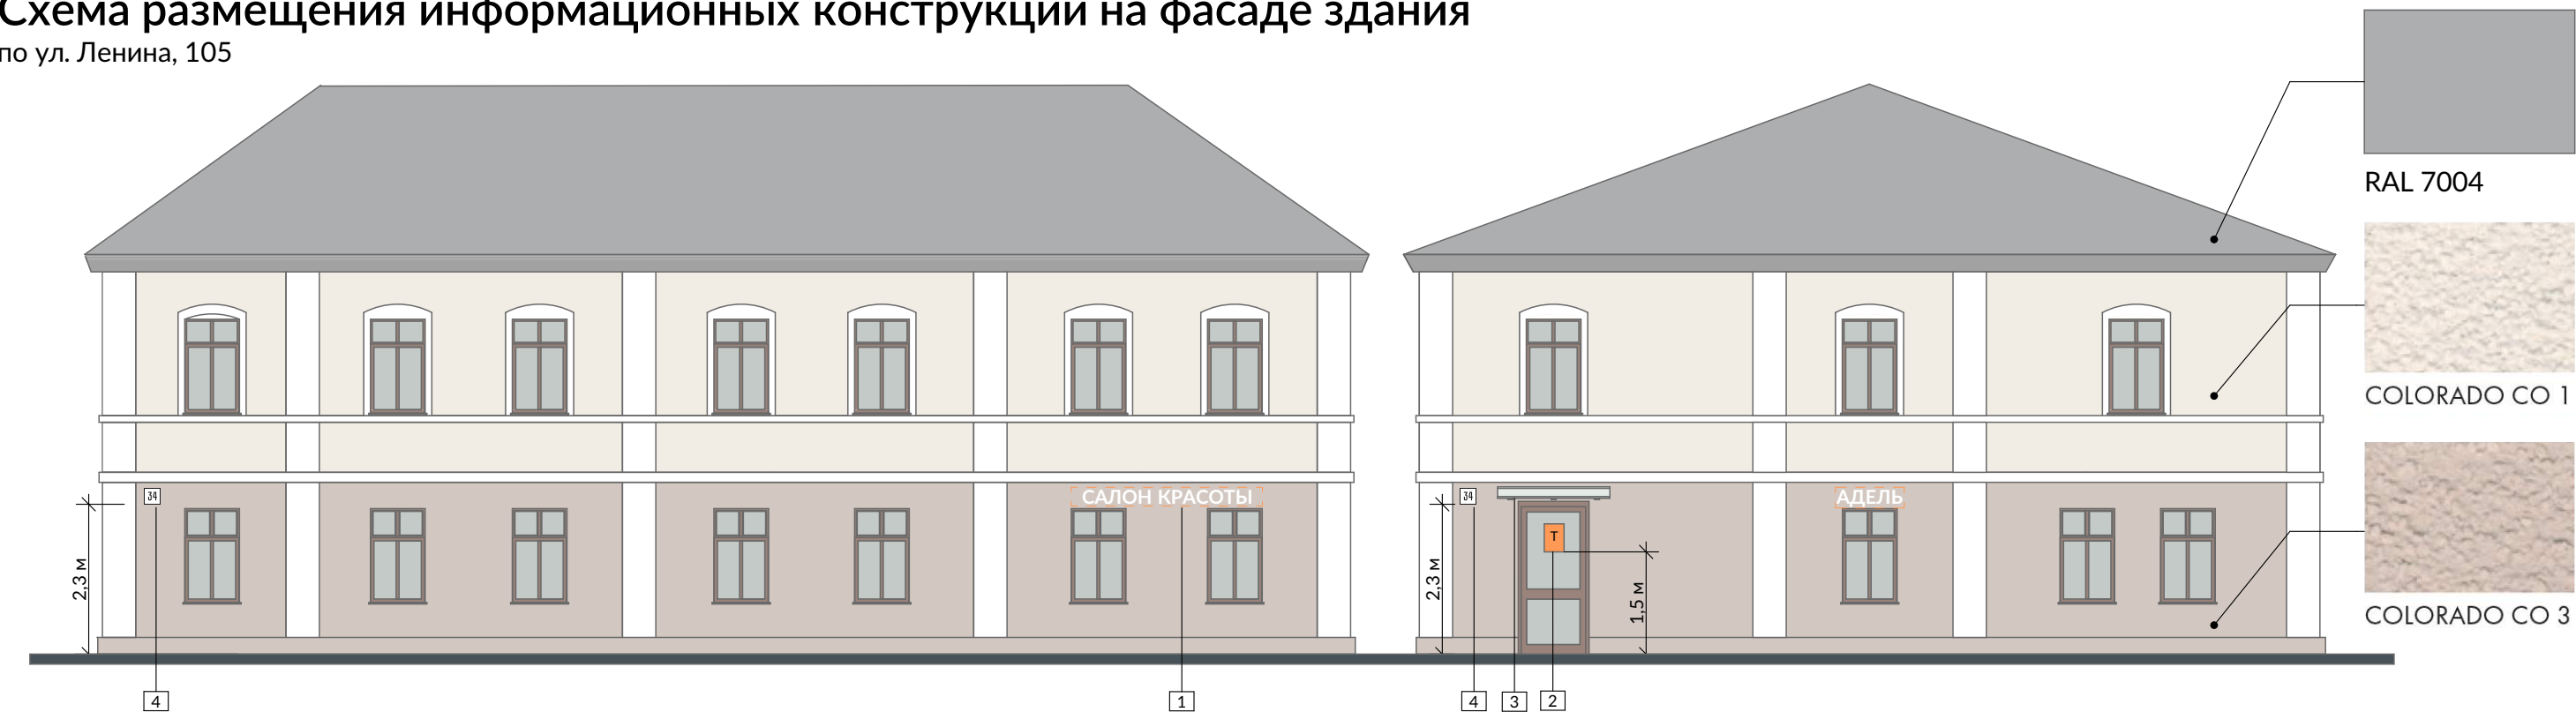 Схема размещения информационных конструкций на фасаде здания
по ул. Ленина, 105
RAL 7004
COLORADO CO 1
COLORADO CO 3
34
САЛОН КРАСОТЫ
34
АДЕЛЬ
Т
2,3 м
2,3 м
1,5 м
4
1
4
3
2